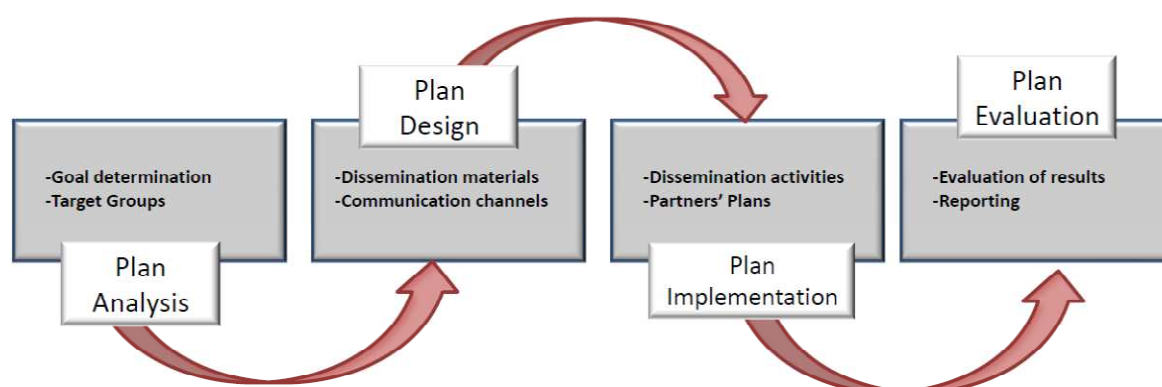 -Goal determination
-Target Groups
Plan
Analysis
Plan
Design
-Dissemination materials
-Communication channels
-Dissemination activities
-Partners’ Plans
Plan
Implementation
Plan
Evaluation
-Evaluation of results
-Reporting